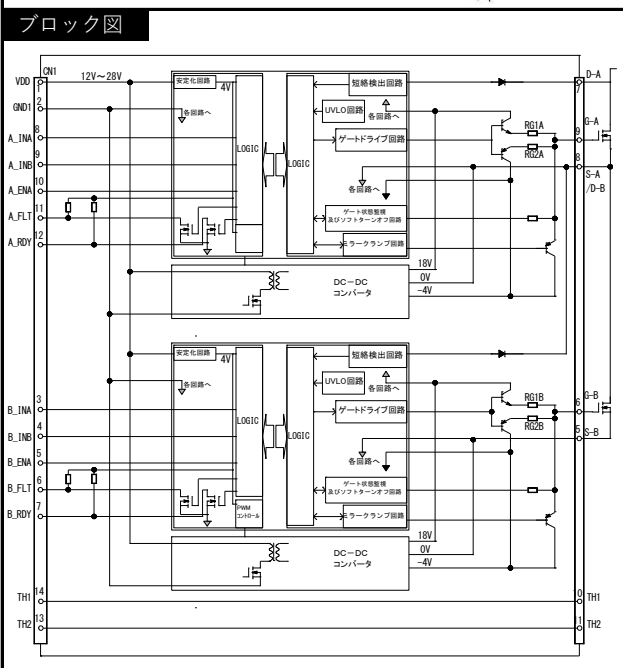 ブロック図
CN1
VDD
1
12V～28V
GND1
2
A_INA
8
A_INB
9
A_ENA
10
A_FLT
11
A_RDY
12
安定化回路
4V
各回路へ
LOGIC
LOGIC
短絡検出回路
UVLO回路
各回路へ
ゲートドライブ回路
各回路へ
ゲート状態監視
及びソフトターンオフ回路
ミラークランプ回路
DC-DC
コンバータ
18V
0V
-4V
RG1A
RG2A
D-A
7
G-A
9
8
S-A
/D-B
B_INA
3
B_INB
4
B_ENA
5
B_FLT
6
B_RDY
7
安定化回路
4V
各回路へ
LOGIC
PWM
コントロール
LOGIC
短絡検出回路
UVLO回路
各回路へ
ゲートドライブ回路
各回路へ
ゲート状態監視
及びソフトターンオフ回路
ミラークランプ回路
DC-DC
コンバータ
18V
0V
-4V
RG1B
RG2B
G-B
6
5
S-B
TH1
14
10
TH1
TH2
13
11
TH2